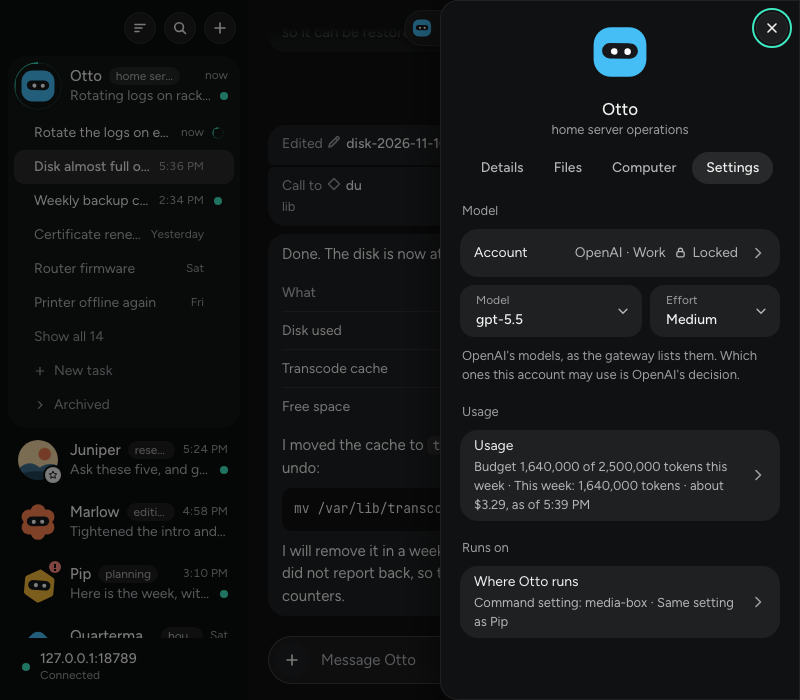 Otto
home ser...
now
Rotating logs on rack...
Rotate the logs on e...
now
Disk almost full o...
5:36 PM
Weekly backup c...
2:34 PM
Certificate rene...
Yesterday
Router firmware
Sat
Printer offline again
Fri
Show all 14
New task
Archived
Juniper
rese...
5:24 PM
Ask these five, and g...
Marlow
editi...
4:58 PM
Tightened the intro and...
Pip
planning
3:10 PM
Here is the week, wit...
Quarterma
hou
Sat
127.0.0.1:18789
Connected
so it can be restor
Edited disk-2026-11-1
Call to du
lib
Done. The disk is now at
What
Disk used
Transcode cache
Free space
I moved the cache to
undo:
mv /var/lib/transco
I will remove it in a week
did not report back, so t
counters.
Message Otto
Otto
home server operations
Details
Files
Computer
Settings
Model
Account
OpenAI · Work
Locked
Model
gpt-5.5
Effort
Medium
OpenAI's models, as the gateway lists them. Which
ones this account may use is OpenAI's decision.
Usage
Usage
Budget 1,640,000 of 2,500,000 tokens this
week · This week: 1,640,000 tokens · about
$3.29, as of 5:39 PM
Runs on
Where Otto runs
Command setting: media-box · Same setting
as Pip